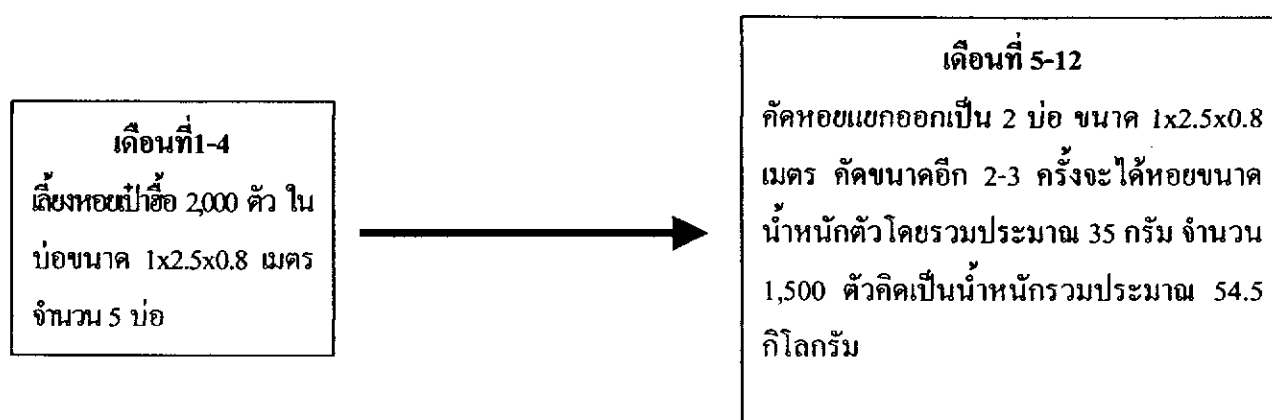 เดือนที่1-4
เลี้ยงหอยเป๋าฮื้อ 2,000 ตัว ใน
บ่อขนาด 1x2.5x0.8 เมตร
จำนวน 5 บ่อ
เดือนที่ 5-12
คัดหอยแยกออกเป็น 2 บ่อ ขนาด 1x2.5x0.8
เมตร คัดขนาดอีก 2-3 ครั้งจะได้หอยขนาด
น้ำหนักตัวโดยรวมประมาณ 35 กรัม จำนวน
1,500 ตัวคิดเป็นน้ำหนักรวมประมาณ 54.5
กิโลกรัม